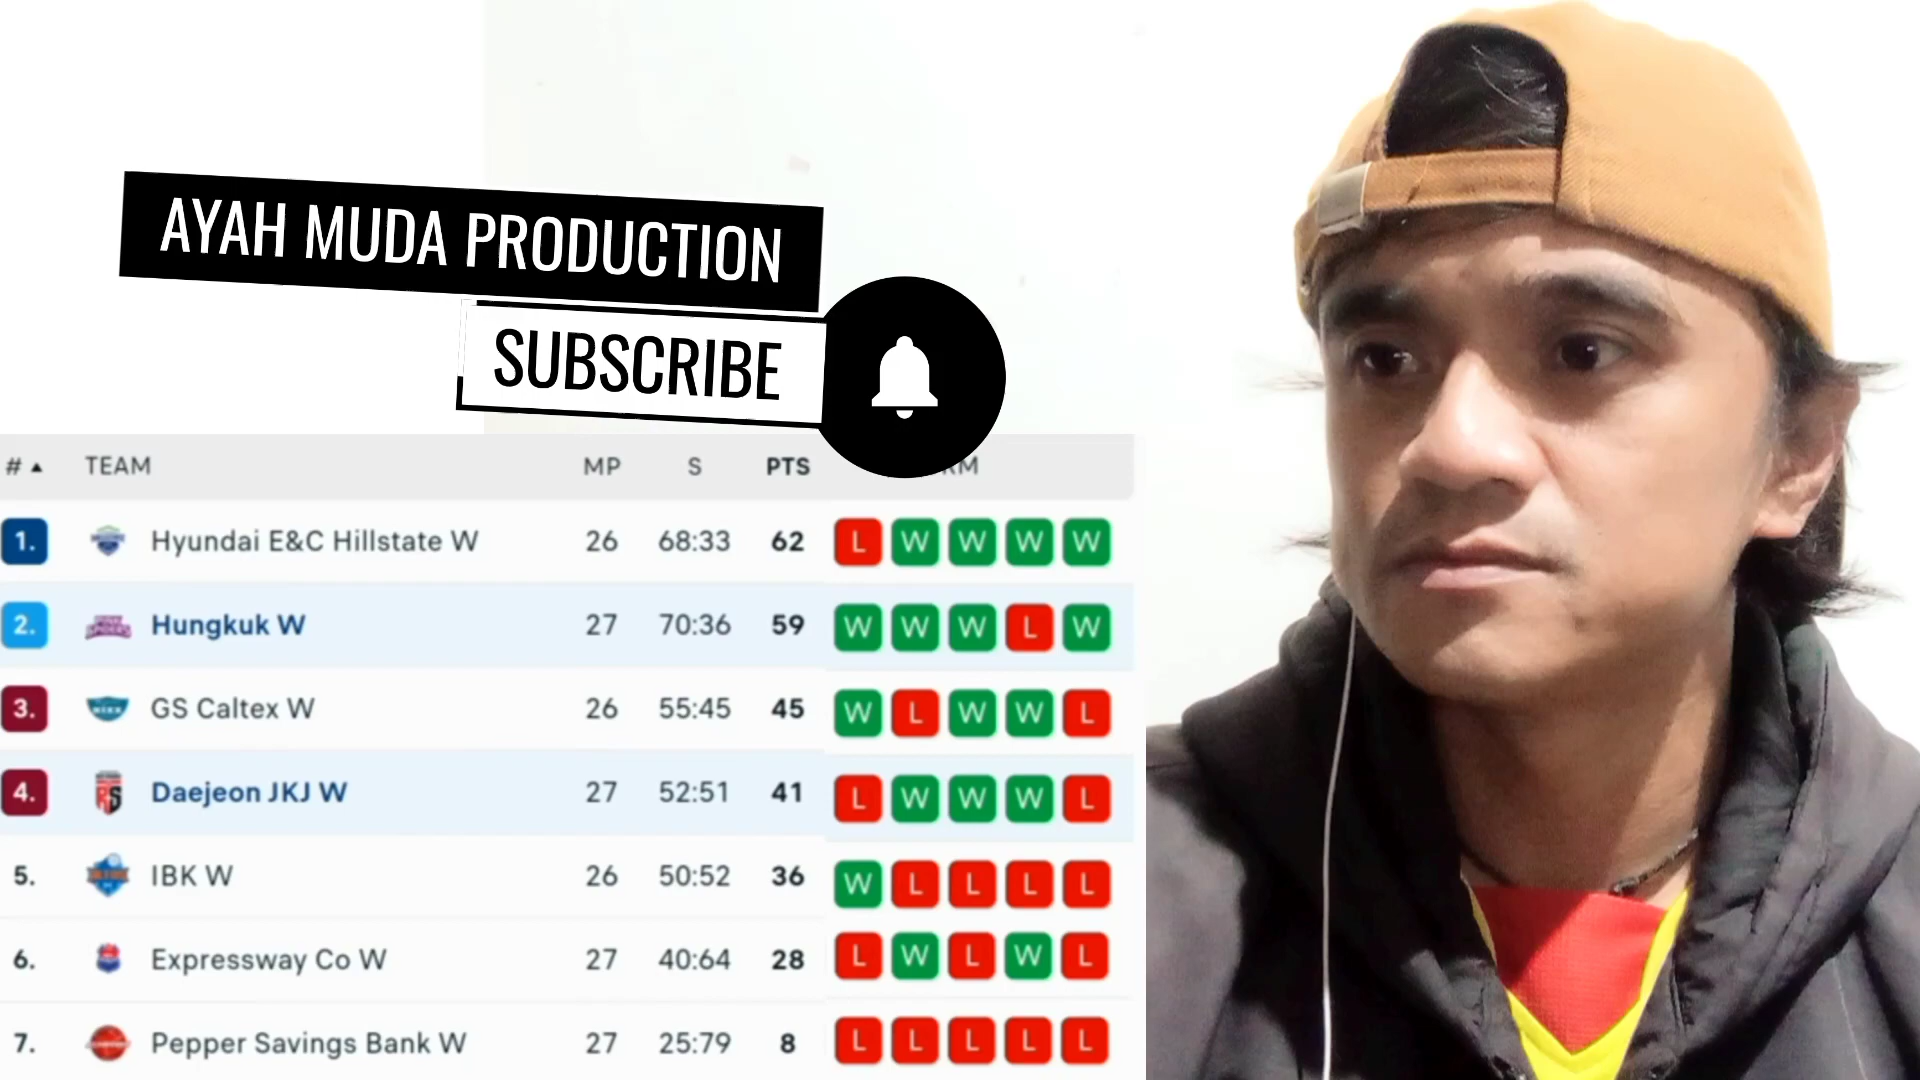 AYAH MUDA PRODUCTION
SUBSCRIBE
# TEAM MP S PTS RM
1. Hyundai E&C Hillstate W 26 68:33 62 L W W W W
2. Hungkuk W 27 70:36 59 W W W L W
3. GS Caltex W 26 55:45 45 W L W W L
4. Daejeon JKJ W 27 52:51 41 L W W W L
5. IBK W 26 50:52 36 W L L L L
6. Expressway Co W 27 40:64 28 L W L W L
7. Pepper Savings Bank W 27 25:79 8 L L L L L